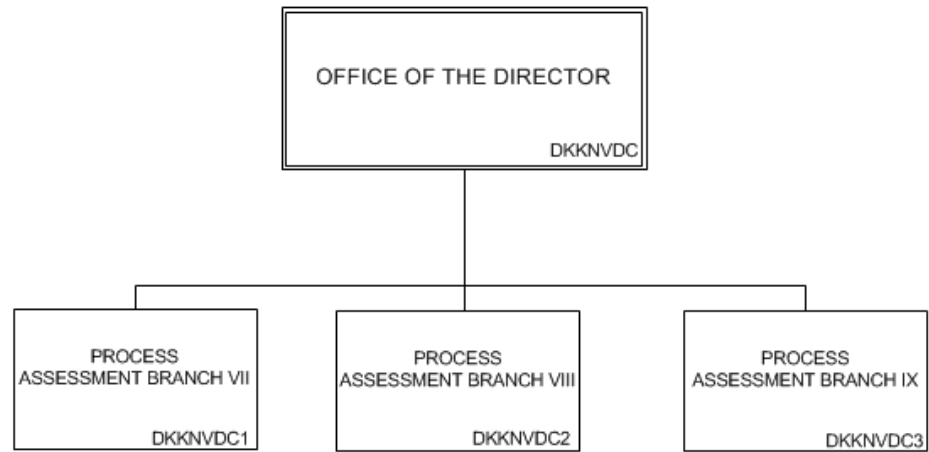 OFFICE OF THE DIRECTOR
DKKNVDC
PROCESS
ASSESSMENT BRANCH VII
DKKNVDC1
PROCESS
ASSESSMENT BRANCH VIII
DKKNVDC2
PROCESS
ASSESSMENT BRANCH IX
DKKNVDC3